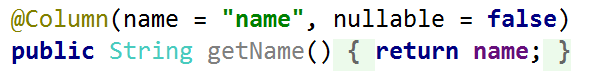 @Column(name = "name", nullable = false)
public String getName() { return name; }